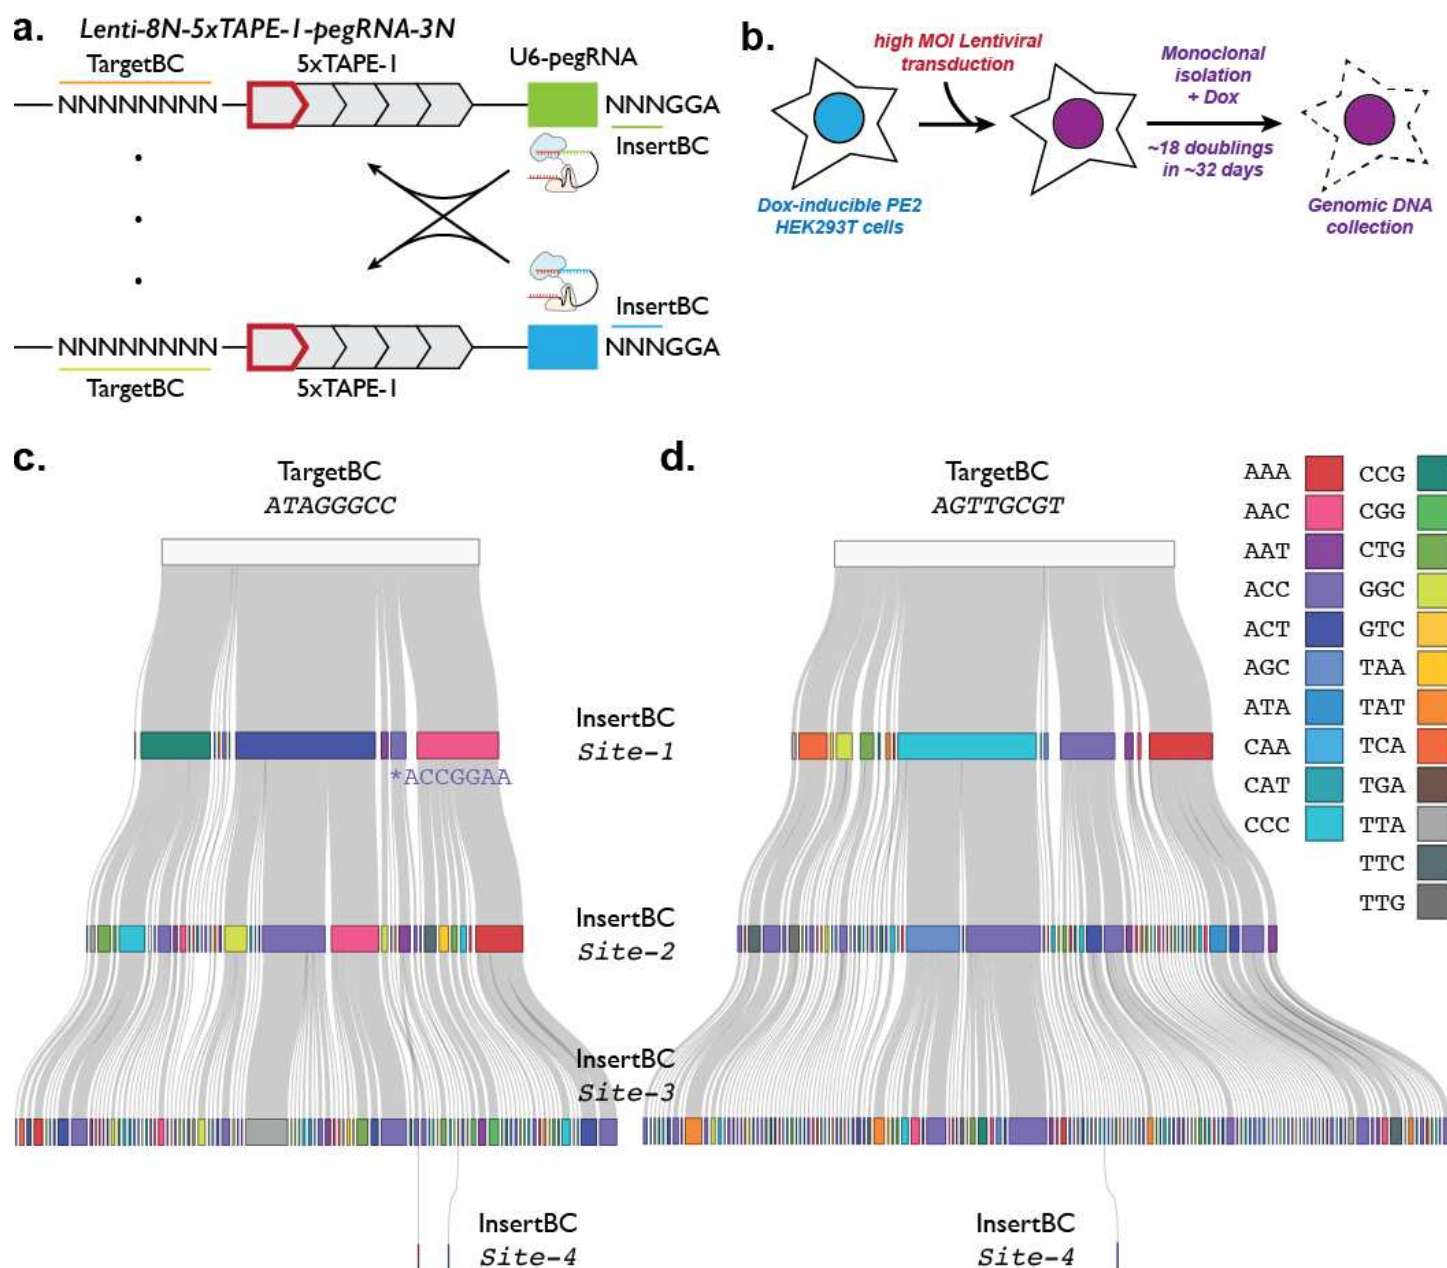 a.
Lenti-8N-5xTAPE-1-pegRNA-3N
TargetBC
5xTAPE-1
U6-pegRNA
NNNNNNNN
NNNGGA
InsertBC
InsertBC
NNNNNNNN
NNNGGA
TargetBC
5xTAPE-1
b.
high MOI Lentiviral
transduction
Monoclonal
isolation
+ Dox
~18 doublings
in ~32 days
Dox-inducible PE2
HEK293T cells
Genomic DNA
collection
c.
TargetBC
ATAGGGCC
InsertBC
Site-1
*ACCGGAA
InsertBC
Site-2
InsertBC
Site-3
InsertBC
Site-4
d.
TargetBC
AGTTGCGT
InsertBC
Site-4
AAA
AAC
AAT
ACC
ACT
AGC
ATA
CAA
CAT
CCC
CCG
CGG
CTG
GGC
GTC
TAA
TAT
TCA
TGA
TTA
TTC
TTG